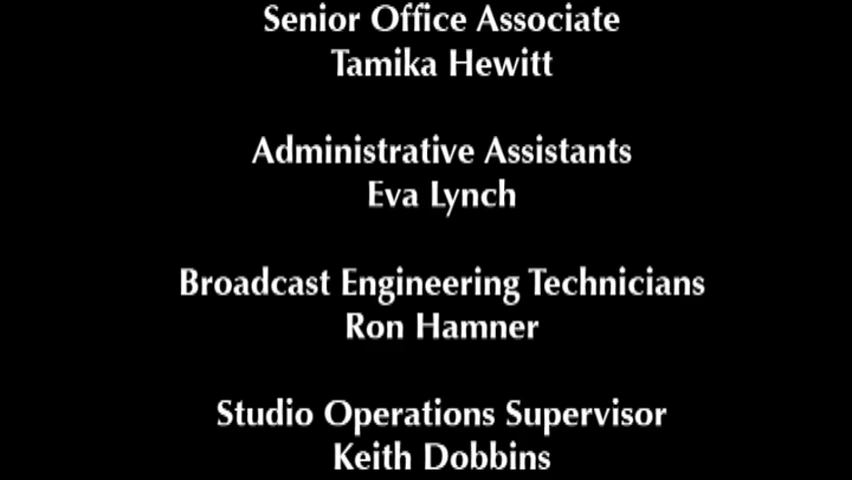 Senior Office Associate
Tamika Hewitt
Administrative Assistants
Eva Lynch
Broadcast Engineering Technicians
Ron Hamner
Studio Operations Supervisor
Keith Dobbins